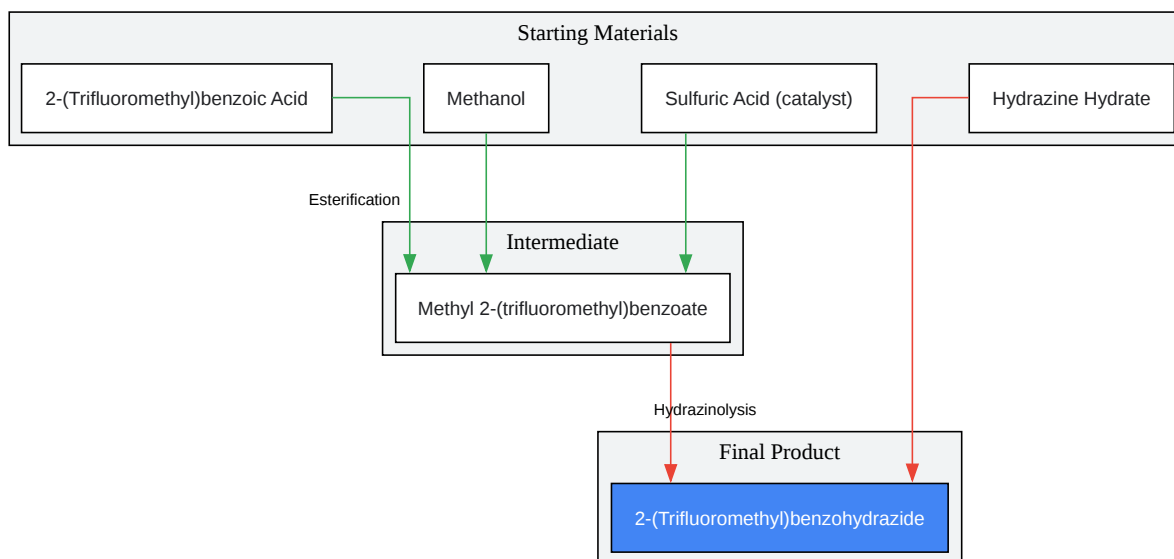 Starting Materials
2-(Trifluoromethyl)benzoic Acid
Methanol
Sulfuric Acid (catalyst)
Hydrazine Hydrate
Esterification
Intermediate
Methyl 2-(trifluoromethyl)benzoate
Hydrazinolysis
Final Product
2-(Trifluoromethyl)benzohydrazide